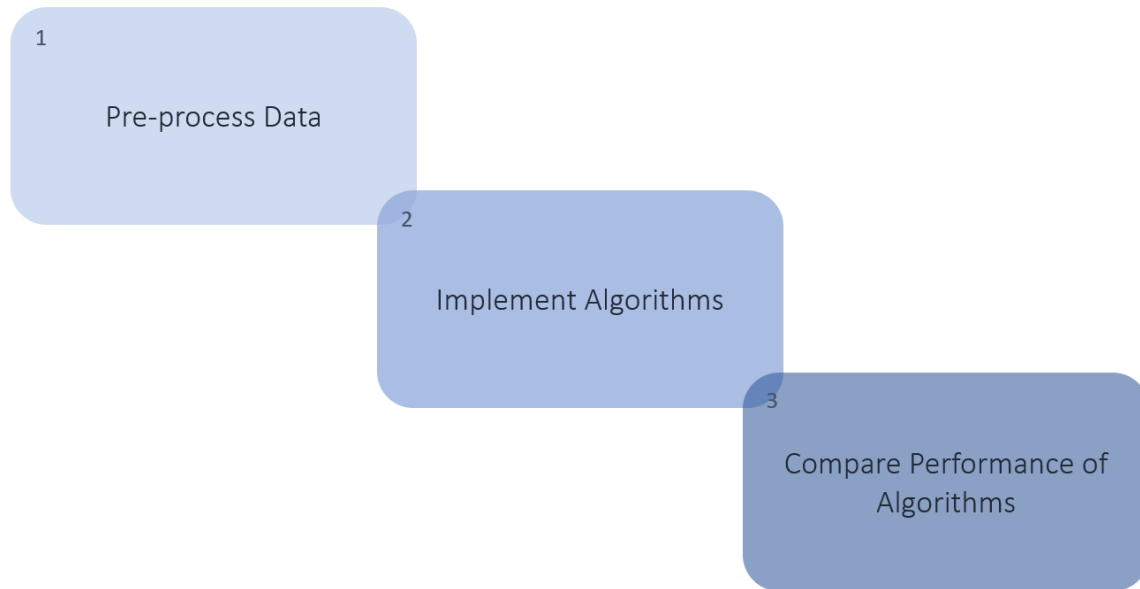 1
Pre-process Data
2
Implement Algorithms
3
Compare Performance of
Algorithms